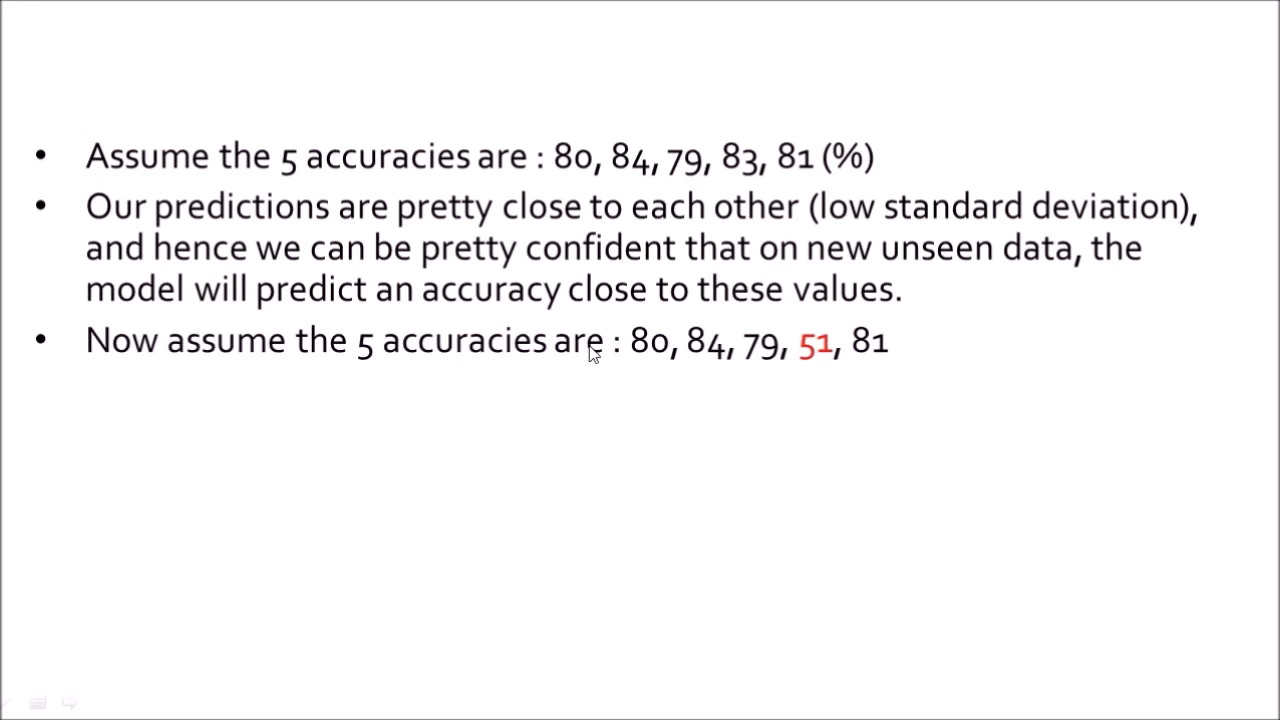 • Assume the 5 accuracies are : 80, 84, 79, 83, 81 (%)
• Our predictions are pretty close to each other (low standard deviation),
and hence we can be pretty confident that on new unseen data, the
model will predict an accuracy close to these values.
• Now assume the 5 accuracies are : 80, 84, 79, 51, 81